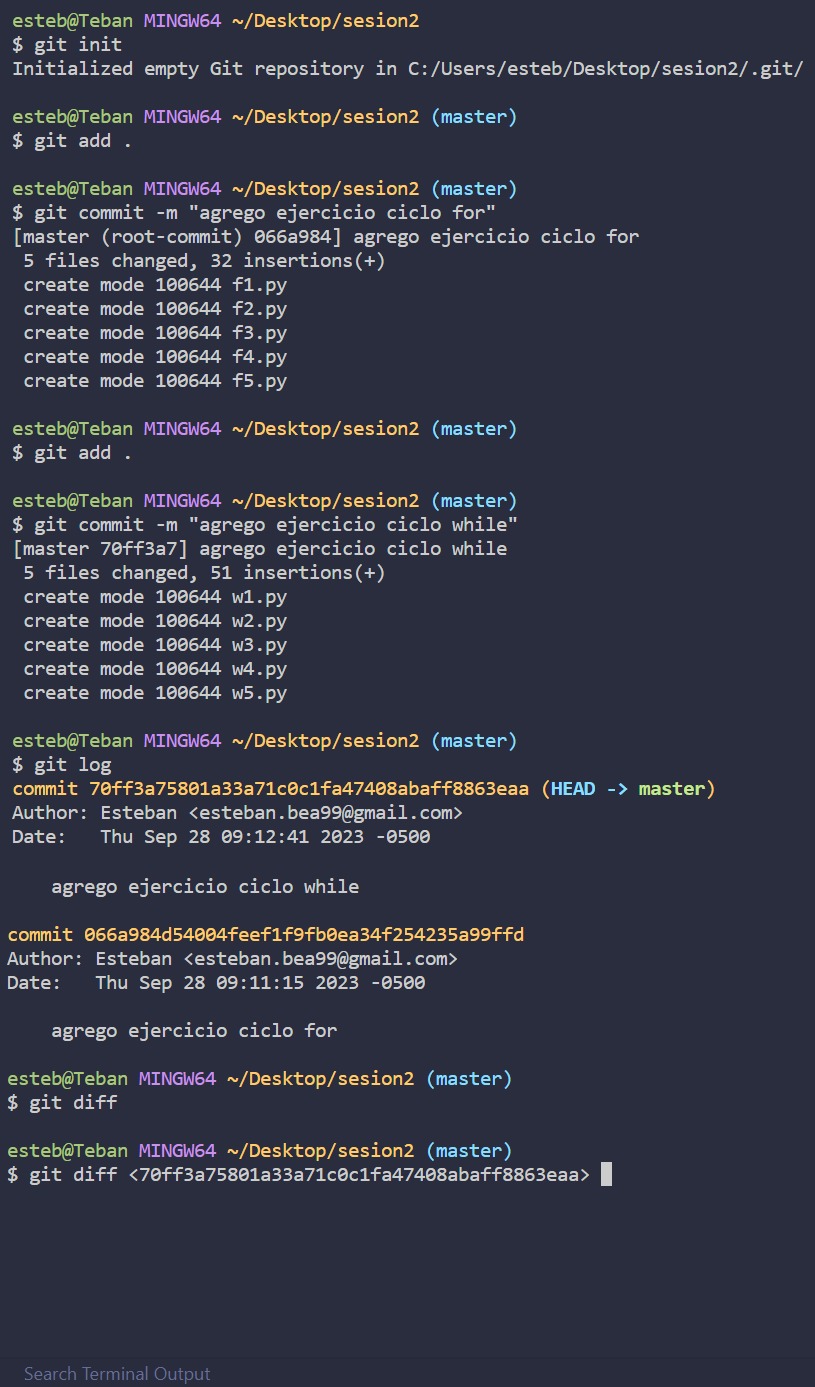 esteb@Teban MINGW64 ~/Desktop/sesion2
$ git init
Initialized empty Git repository in C:/Users/esteb/Desktop/sesion2/.git/
esteb@Teban MINGW64 ~/Desktop/sesion2 (master)
$ git add .
esteb@Teban MINGW64 ~/Desktop/sesion2 (master)
$ git commit -m "agrego ejercicio ciclo for"
[master (root-commit) 066a984] agrego ejercicio ciclo for
5 files changed, 32 insertions(+)
create mode 100644 f1.py
create mode 100644 f2.py
create mode 100644 f3.py
create mode 100644 f4.py
create mode 100644 f5.py
esteb@Teban MINGW64 ~/Desktop/sesion2 (master)
$ git add .
esteb@Teban MINGW64 ~/Desktop/sesion2 (master)
$ git commit -m "agrego ejercicio ciclo while"
[master 70ff3a7] agrego ejercicio ciclo while
5 files changed, 51 insertions(+)
create mode 100644 w1.py
create mode 100644 w2.py
create mode 100644 w3.py
create mode 100644 w4.py
create mode 100644 w5.py
esteb@Teban MINGW64 ~/Desktop/sesion2 (master)
$ git log
commit 70ff3a75801a33a71c0c1fa47408abaff8863eaa (HEAD -> master)
Author: Esteban <esteban.bea99@gmail.com>
Date:   Thu Sep 28 09:12:41 2023 -0500
agrego ejercicio ciclo while
commit 066a984d54004feef1f9fb0ea34f254235a99ffd
Author: Esteban <esteban.bea99@gmail.com>
Date:   Thu Sep 28 09:11:15 2023 -0500
agrego ejercicio ciclo for
esteb@Teban MINGW64 ~/Desktop/sesion2 (master)
$ git diff
esteb@Teban MINGW64 ~/Desktop/sesion2 (master)
$ git diff <70ff3a75801a33a71c0c1fa47408abaff8863eaa>
Search Terminal Output